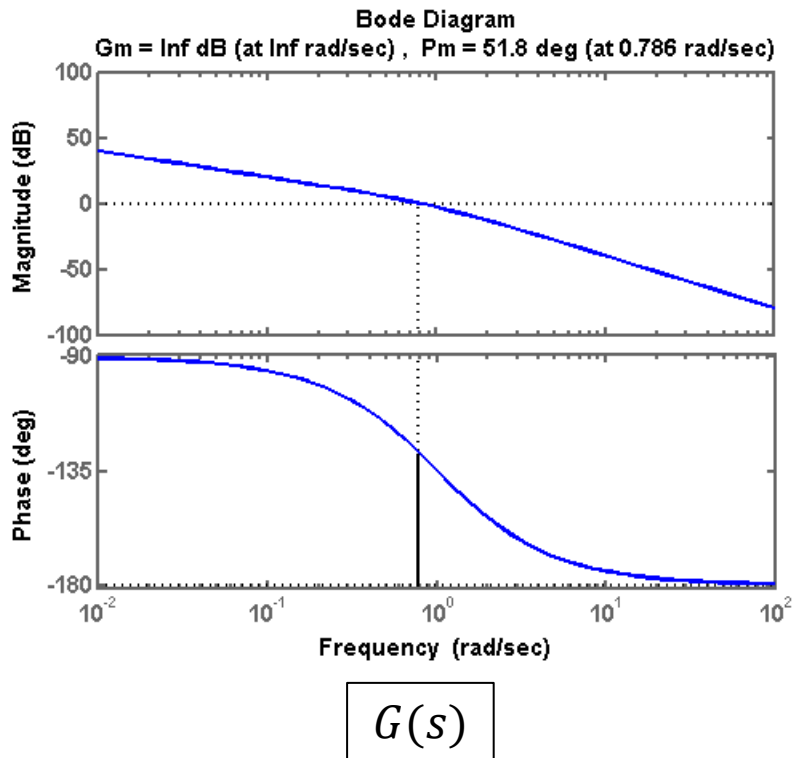 Bode Diagram
Gm = Inf dB (at Inf rad/sec) , Pm = 51.8 deg (at 0.786 rad/sec)
100
50
0
-50
-100
Magnitude (dB)
-90
-135
-180
Phase (deg)
10^-2
10^-1
10^0
10^1
10^2
Frequency (rad/sec)
G(s)